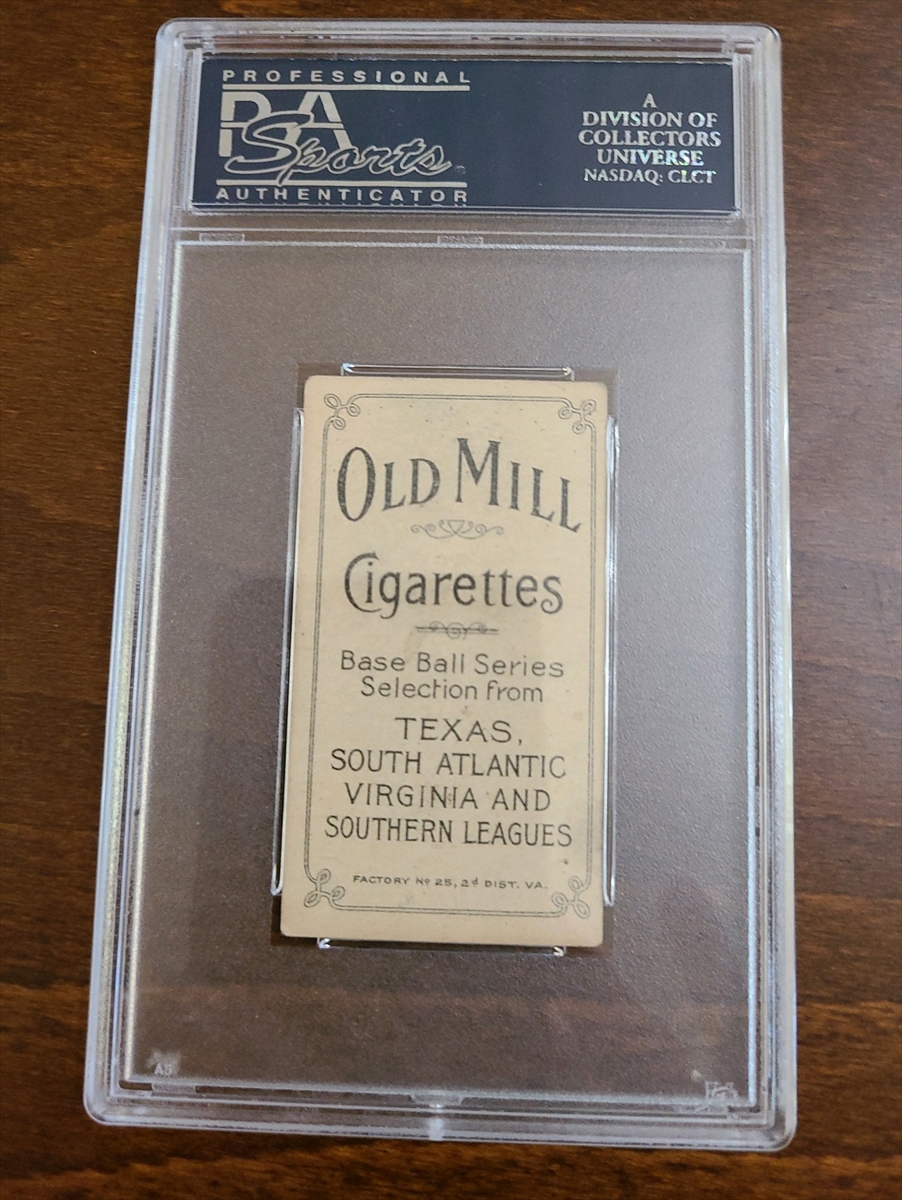 PROFESSIONAL
PSA
Sports
AUTHENTICATOR
A
DIVISION OF
COLLECTORS
UNIVERSE
NASDAQ: CLCT
OLD MILL
Cigarettes
Base Ball Series
Selection from
TEXAS,
SOUTH ATLANTIC
VIRGINIA AND
SOUTHERN LEAGUES
FACTORY No 25, 2d DIST. VA.